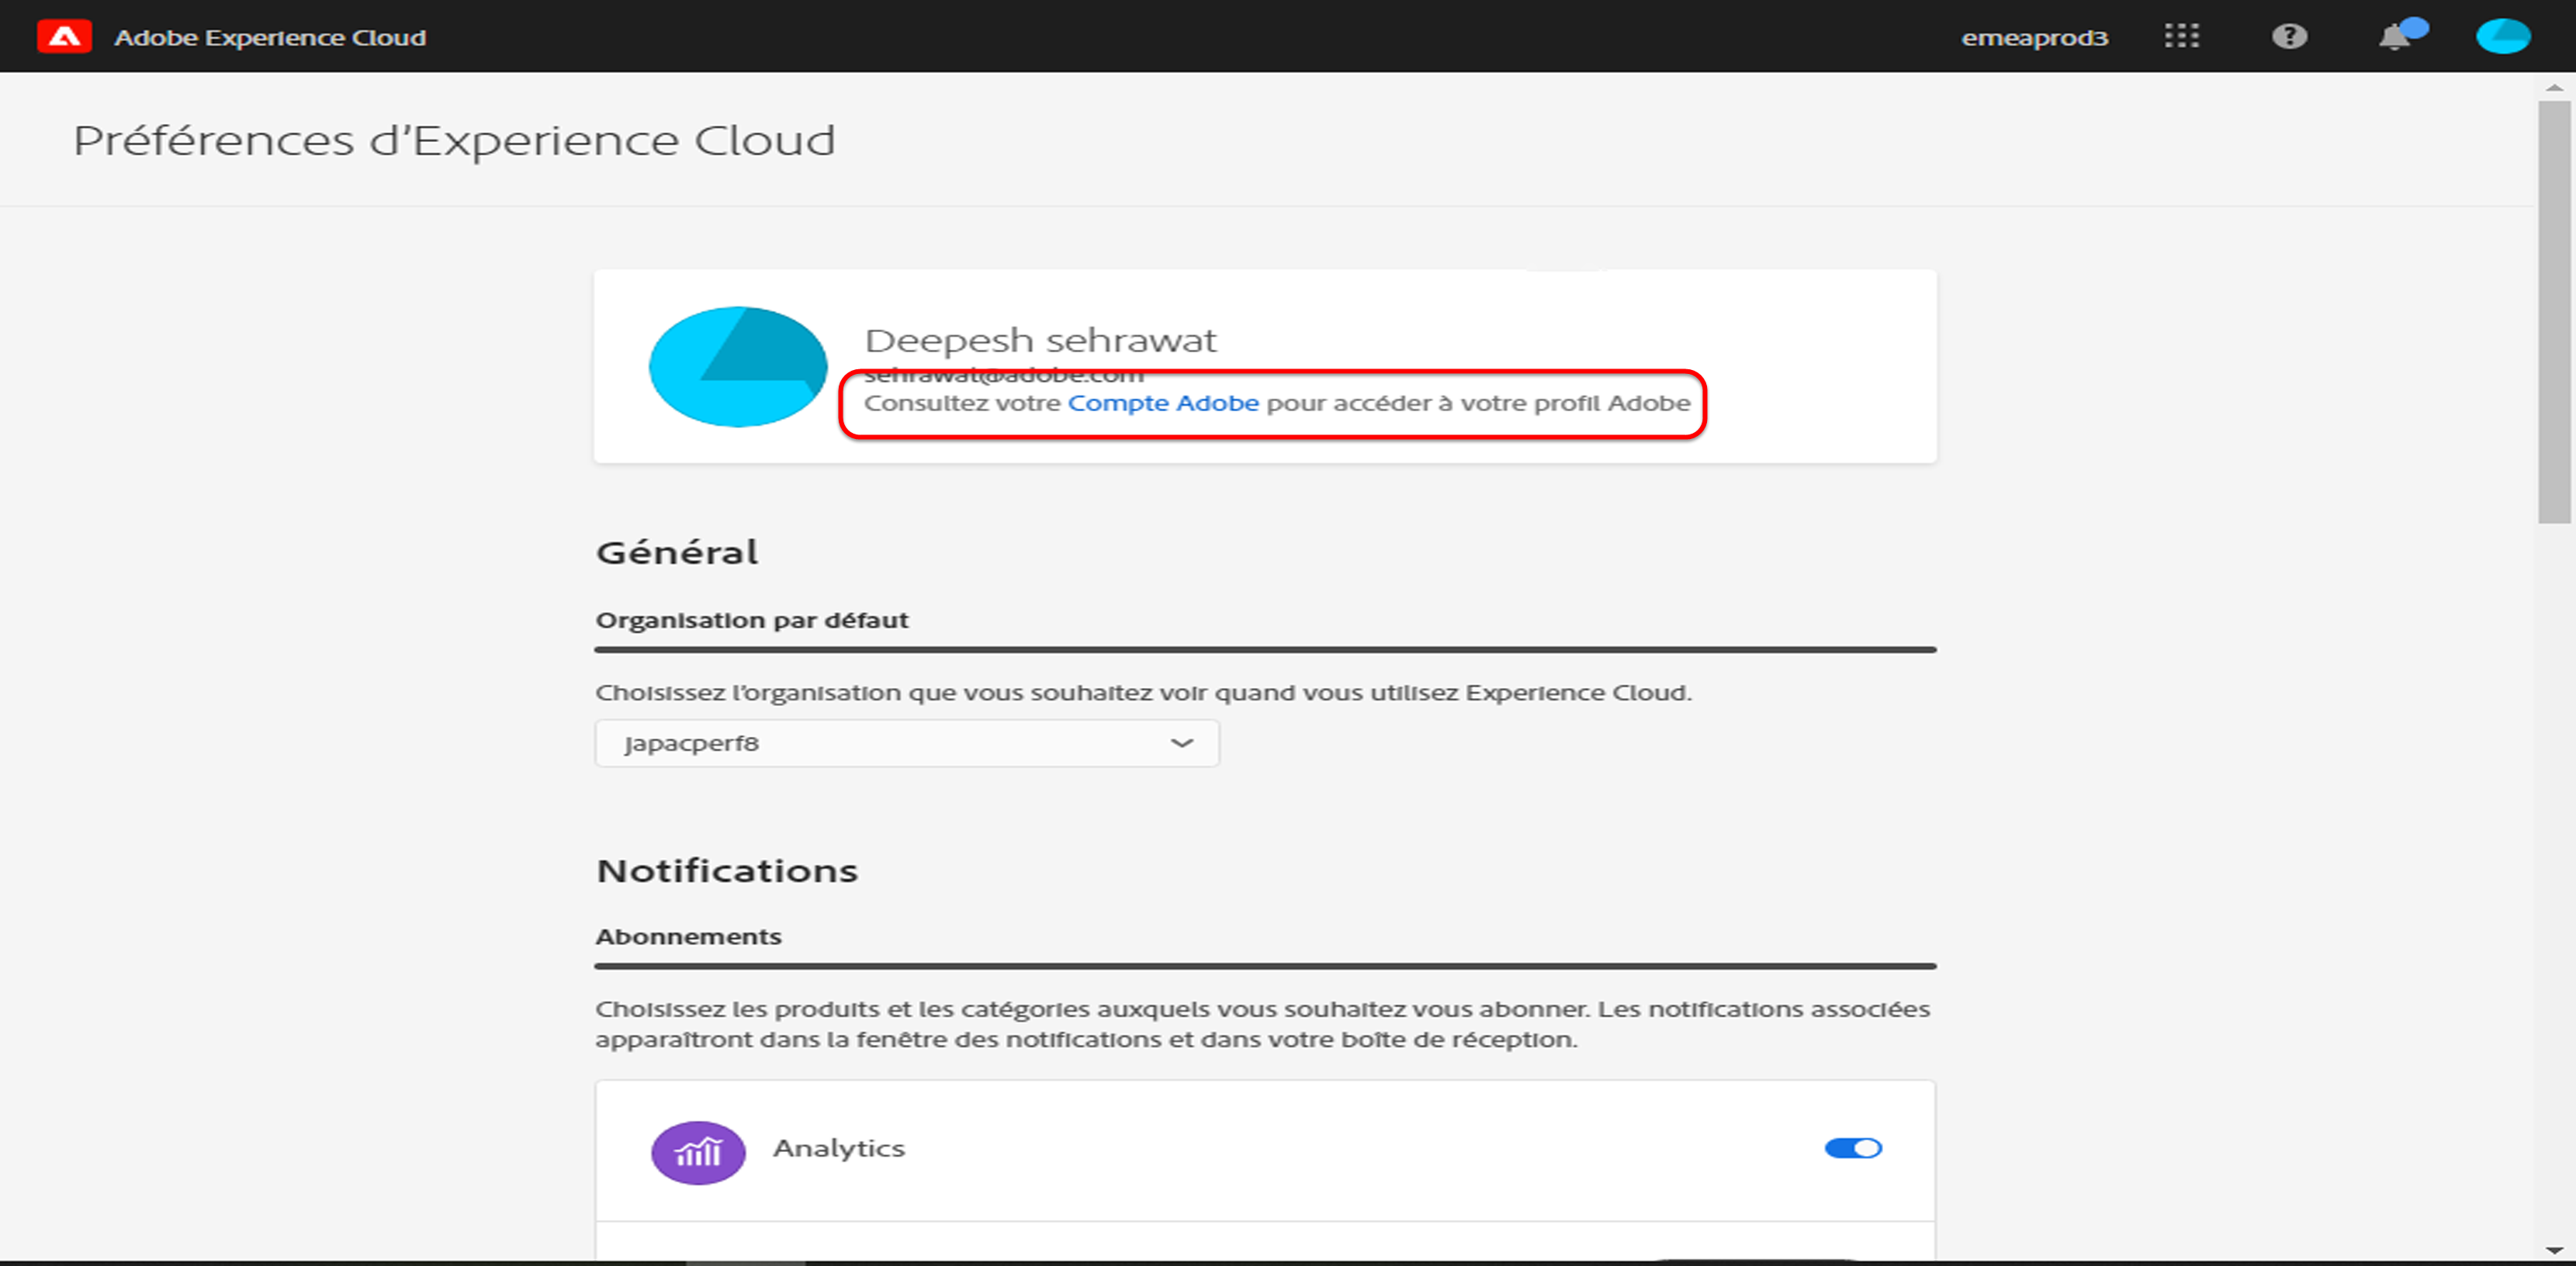 Adobe Experience Cloud
emeaprod3
Préférences d'Experience Cloud
Deepesh sehrawat
sehrawat@adobe.com
Consultez votre Compte Adobe pour accéder à votre profil Adobe
Général
Organisation par défaut
Choisissez l'organisation que vous souhaitez voir quand vous utilisez Experience Cloud.
Japacperf8
Notifications
Abonnements
Choisissez les produits et les catégories auxquels vous souhaitez vous abonner. Les notifications associées
apparaîtront dans la fenêtre des notifications et dans votre boîte de réception.
Analytics